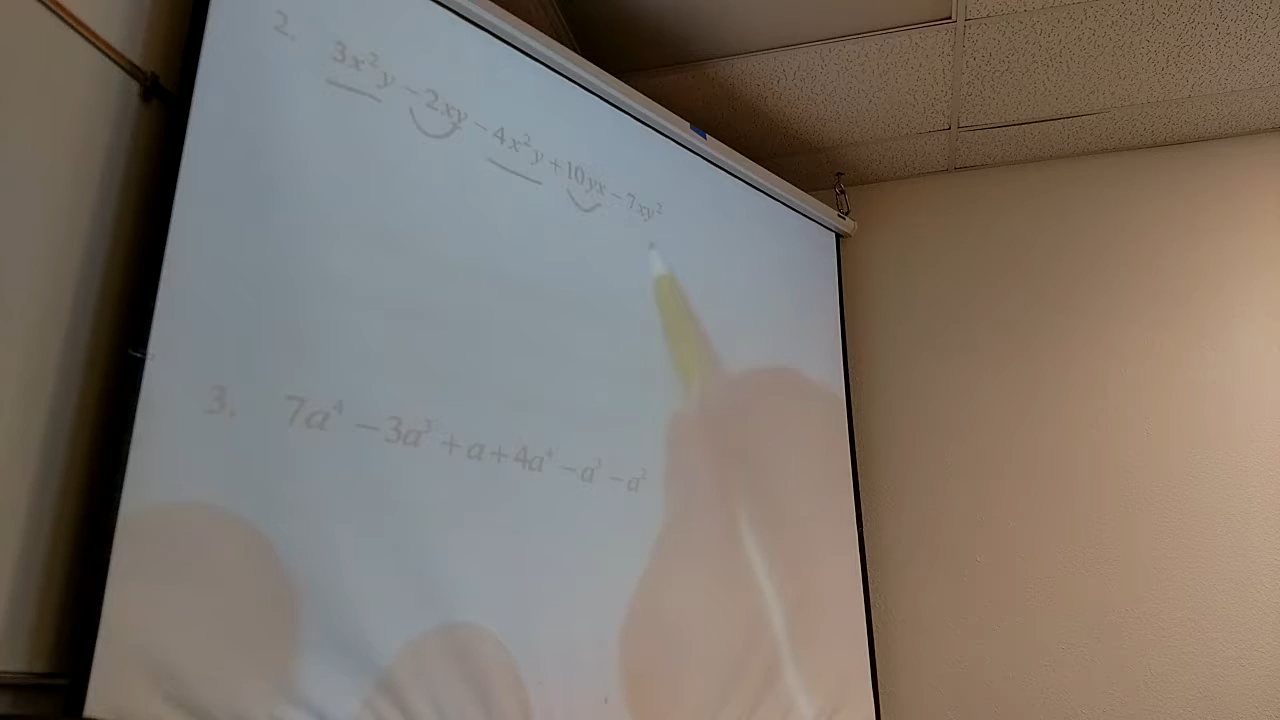 2. 3x²y − 2xy − 4x²y + 10yx − 7xy²
3. 7a⁴ − 3a³ + a + 4a⁴ − a³ − a²